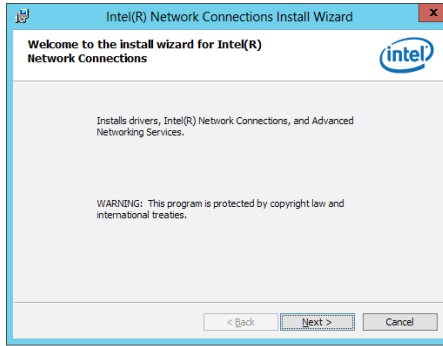 Intel(R) Network Connections Install Wizard
x
Welcome to the install wizard for Intel(R)
Network Connections
intel
Installs drivers, Intel(R) Network Connections, and Advanced
Networking Services.
WARNING: This program is protected by copyright law and
international treaties.
< Back
Next >
Cancel